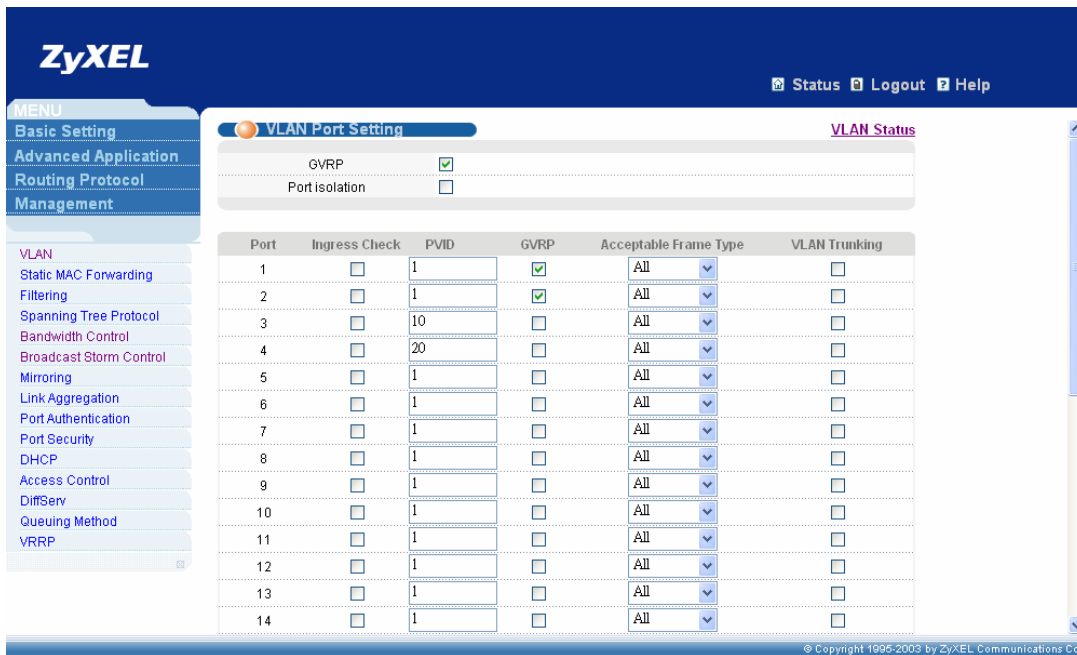 ZyXEL
Status Logout Help
MENU
Basic Setting
Advanced Application
Routing Protocol
Management
VLAN
Static MAC Forwarding
Filtering
Spanning Tree Protocol
Bandwidth Control
Broadcast Storm Control
Mirroring
Link Aggregation
Port Authentication
Port Security
DHCP
Access Control
DiffServ
Queuing Method
VRRP
VLAN Port Setting VLAN Status
GVRP
Port isolation
Port Ingress Check PVID GVRP Acceptable Frame Type VLAN Trunking
1 1 All
2 1 All
3 10 All
4 20 All
5 1 All
6 1 All
7 1 All
8 1 All
9 1 All
10 1 All
11 1 All
12 1 All
13 1 All
14 1 All
© Copyright 1995-2003 by ZyXEL Communications Co